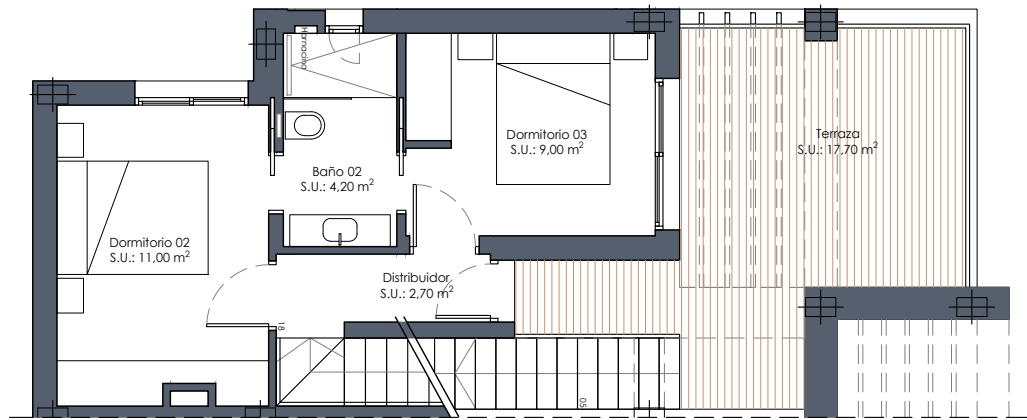 Hornacina
Dormitorio 03
S.U.: 9,00 m²
Terraza
S.U.: 17,70 m²
Baño 02
S.U.: 4,20 m²
Dormitorio 02
S.U.: 11,00 m²
Distribuidor
S.U.: 2,70 m²
18
05